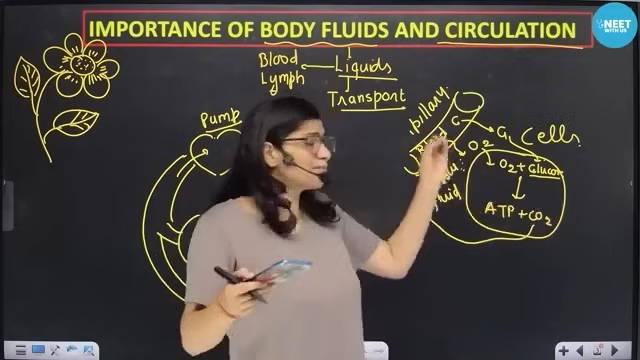 IMPORTANCE OF BODY FLUIDS AND CIRCULATION
NEET
WITH US
Blood
Lymph
Liquids
Transport
Pump
G
G
Cells
O2
O2 +
ATP + CO2
3